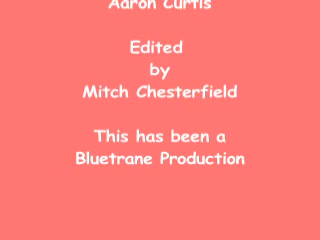 Aaron Curtis
Edited
by
Mitch Chesterfield
This has been a
Bluetrane Production